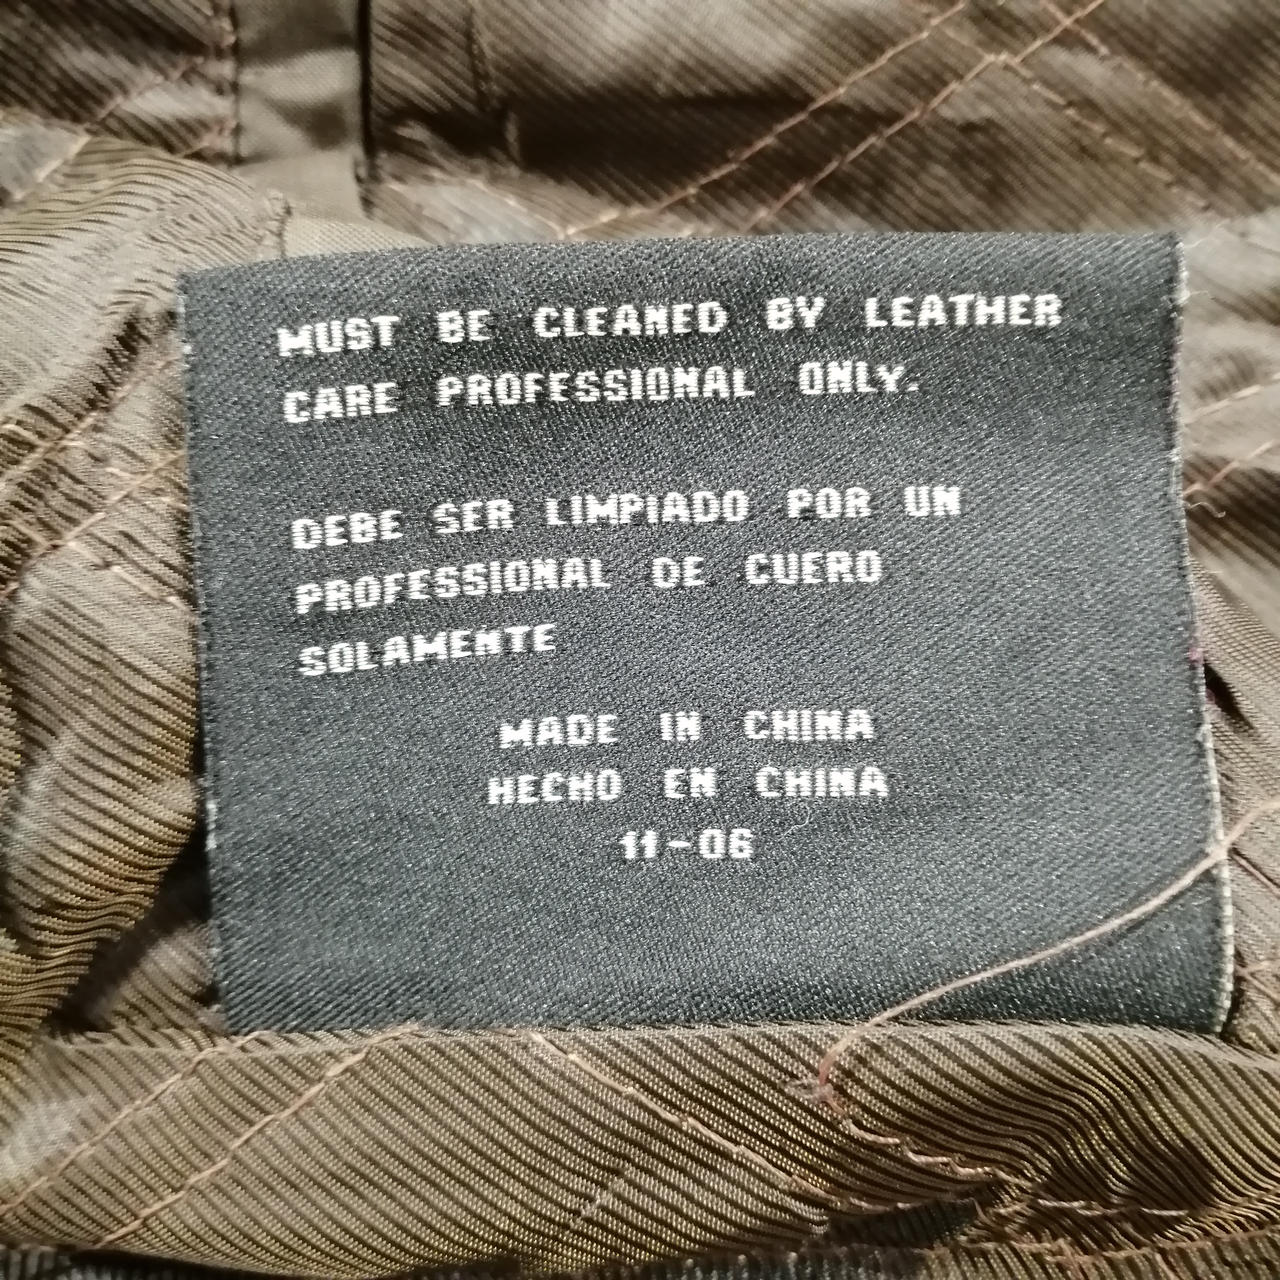 MUST BE CLEANED BY LEATHER
CARE PROFESSIONAL ONLY.
DEBE SER LIMPIADO POR UN
PROFESSIONAL DE CUERO
SOLAMENTE
MADE IN CHINA
HECHO EN CHINA
11-06